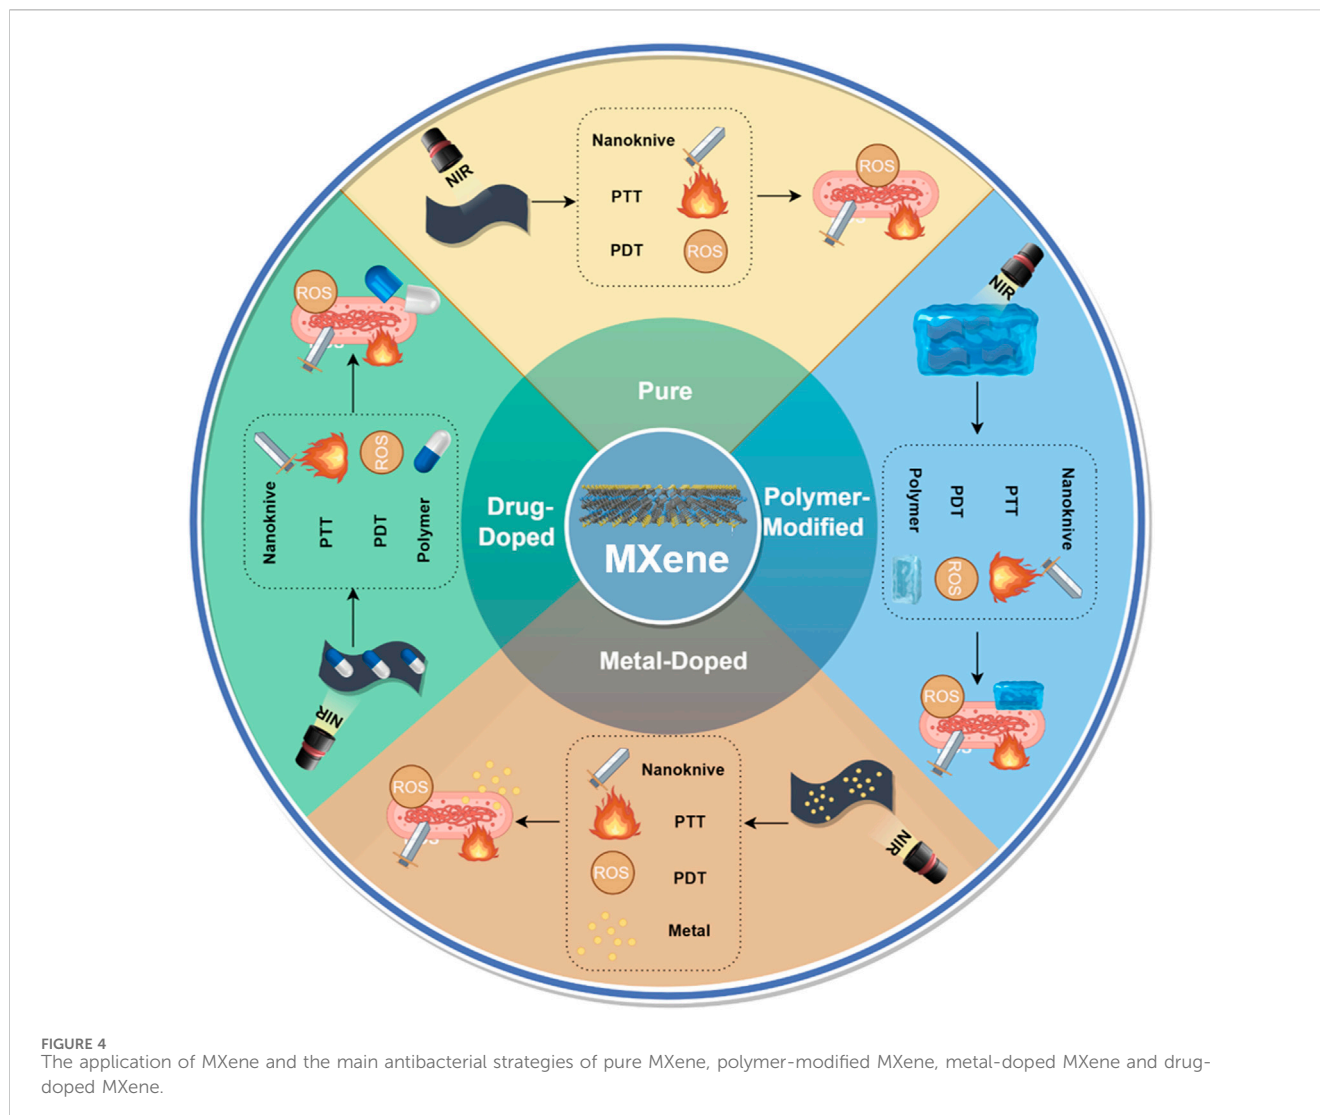 NIR
Nanoknive
PTT
PDT
ROS
ROS
Pure
NIR
Polymer
PDT
PTT
Nanoknive
ROS
ROS
Polymer-
Modified
ROS
ROS
Nanoknive
PTT
PDT
Polymer
NIR
Drug-
Doped
MXene
Metal-Doped
Nanoknive
PTT
ROS
PDT
Metal
NIR
ROS
FIGURE 4
The application of MXene and the main antibacterial strategies of pure MXene, polymer-modified MXene, metal-doped MXene and drug-
doped MXene.